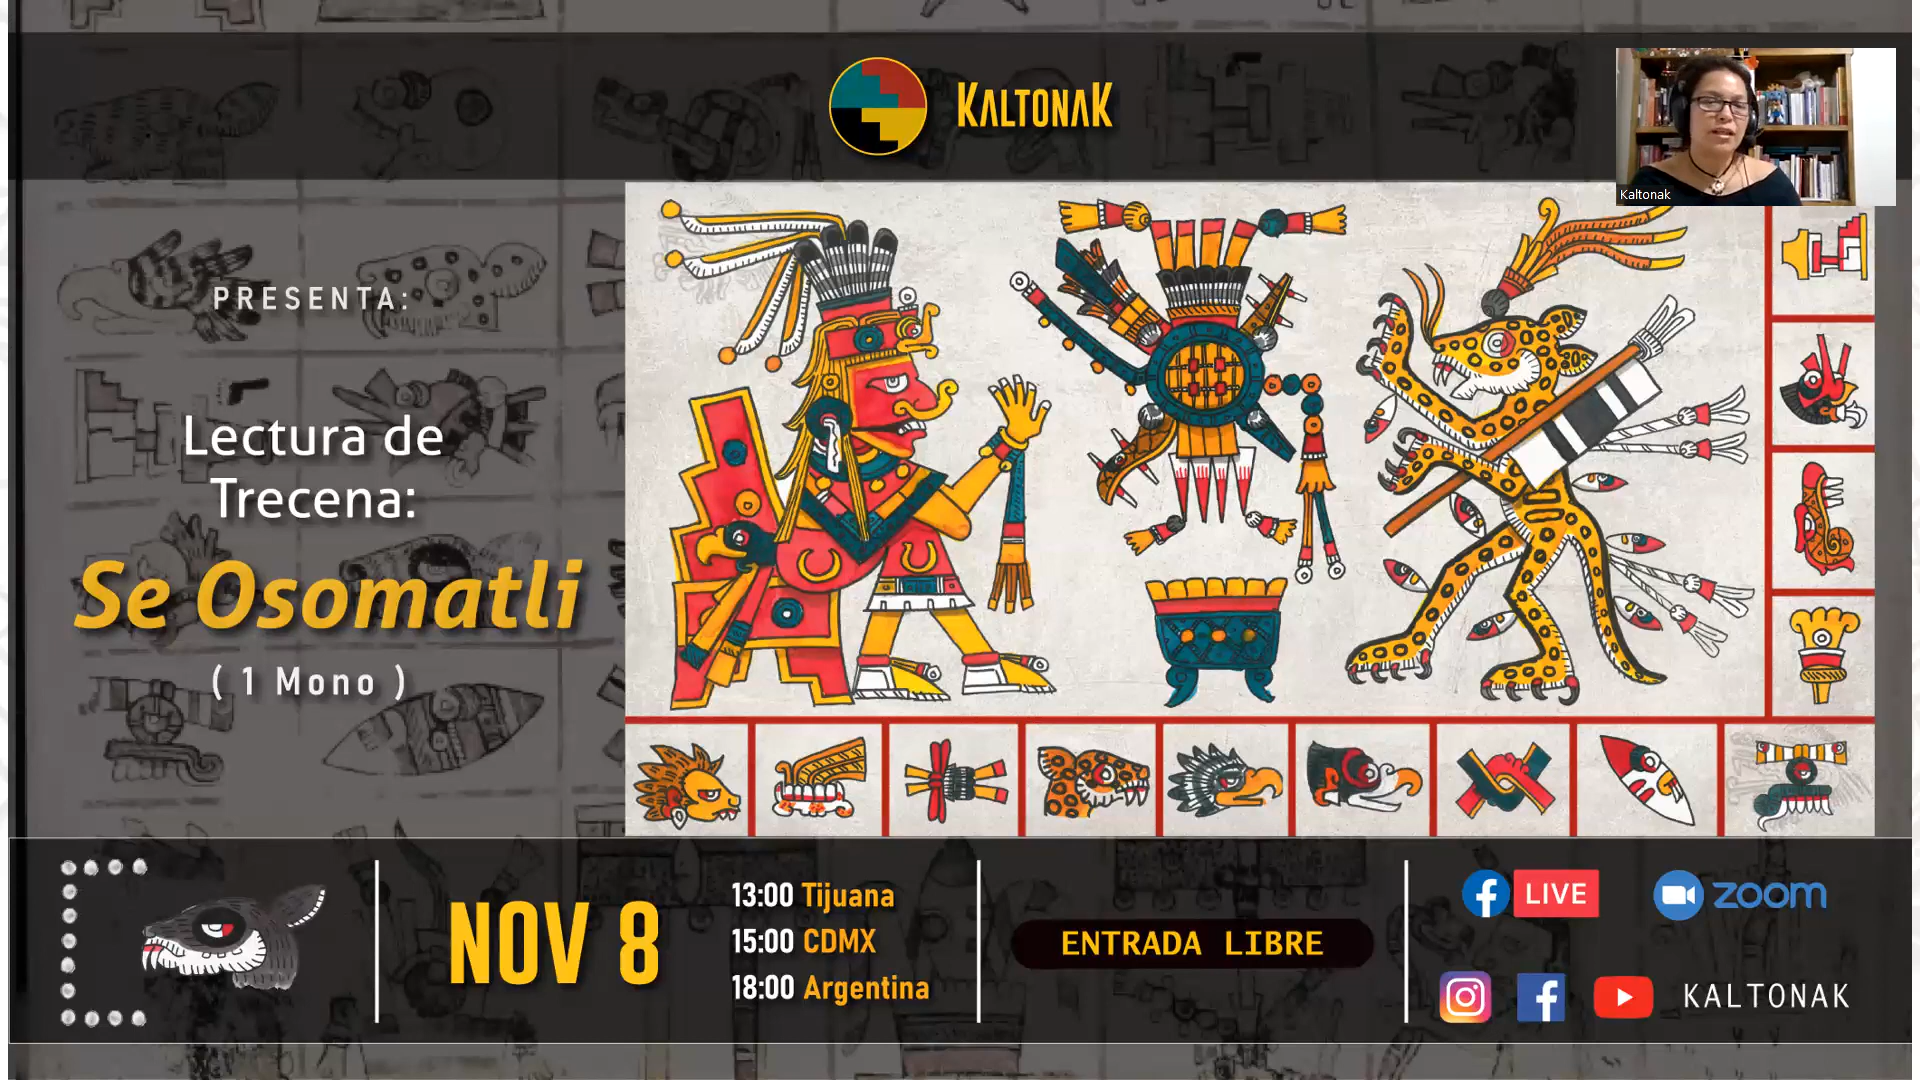 KALTONAK
Kaltonak
PRESENTA:
Lectura de
Trecena:
Se Osomatli
( 1 Mono )
NOV 8
13:00 Tijuana
15:00 CDMX
18:00 Argentina
ENTRADA LIBRE
LIVE
zoom
KALTONAK